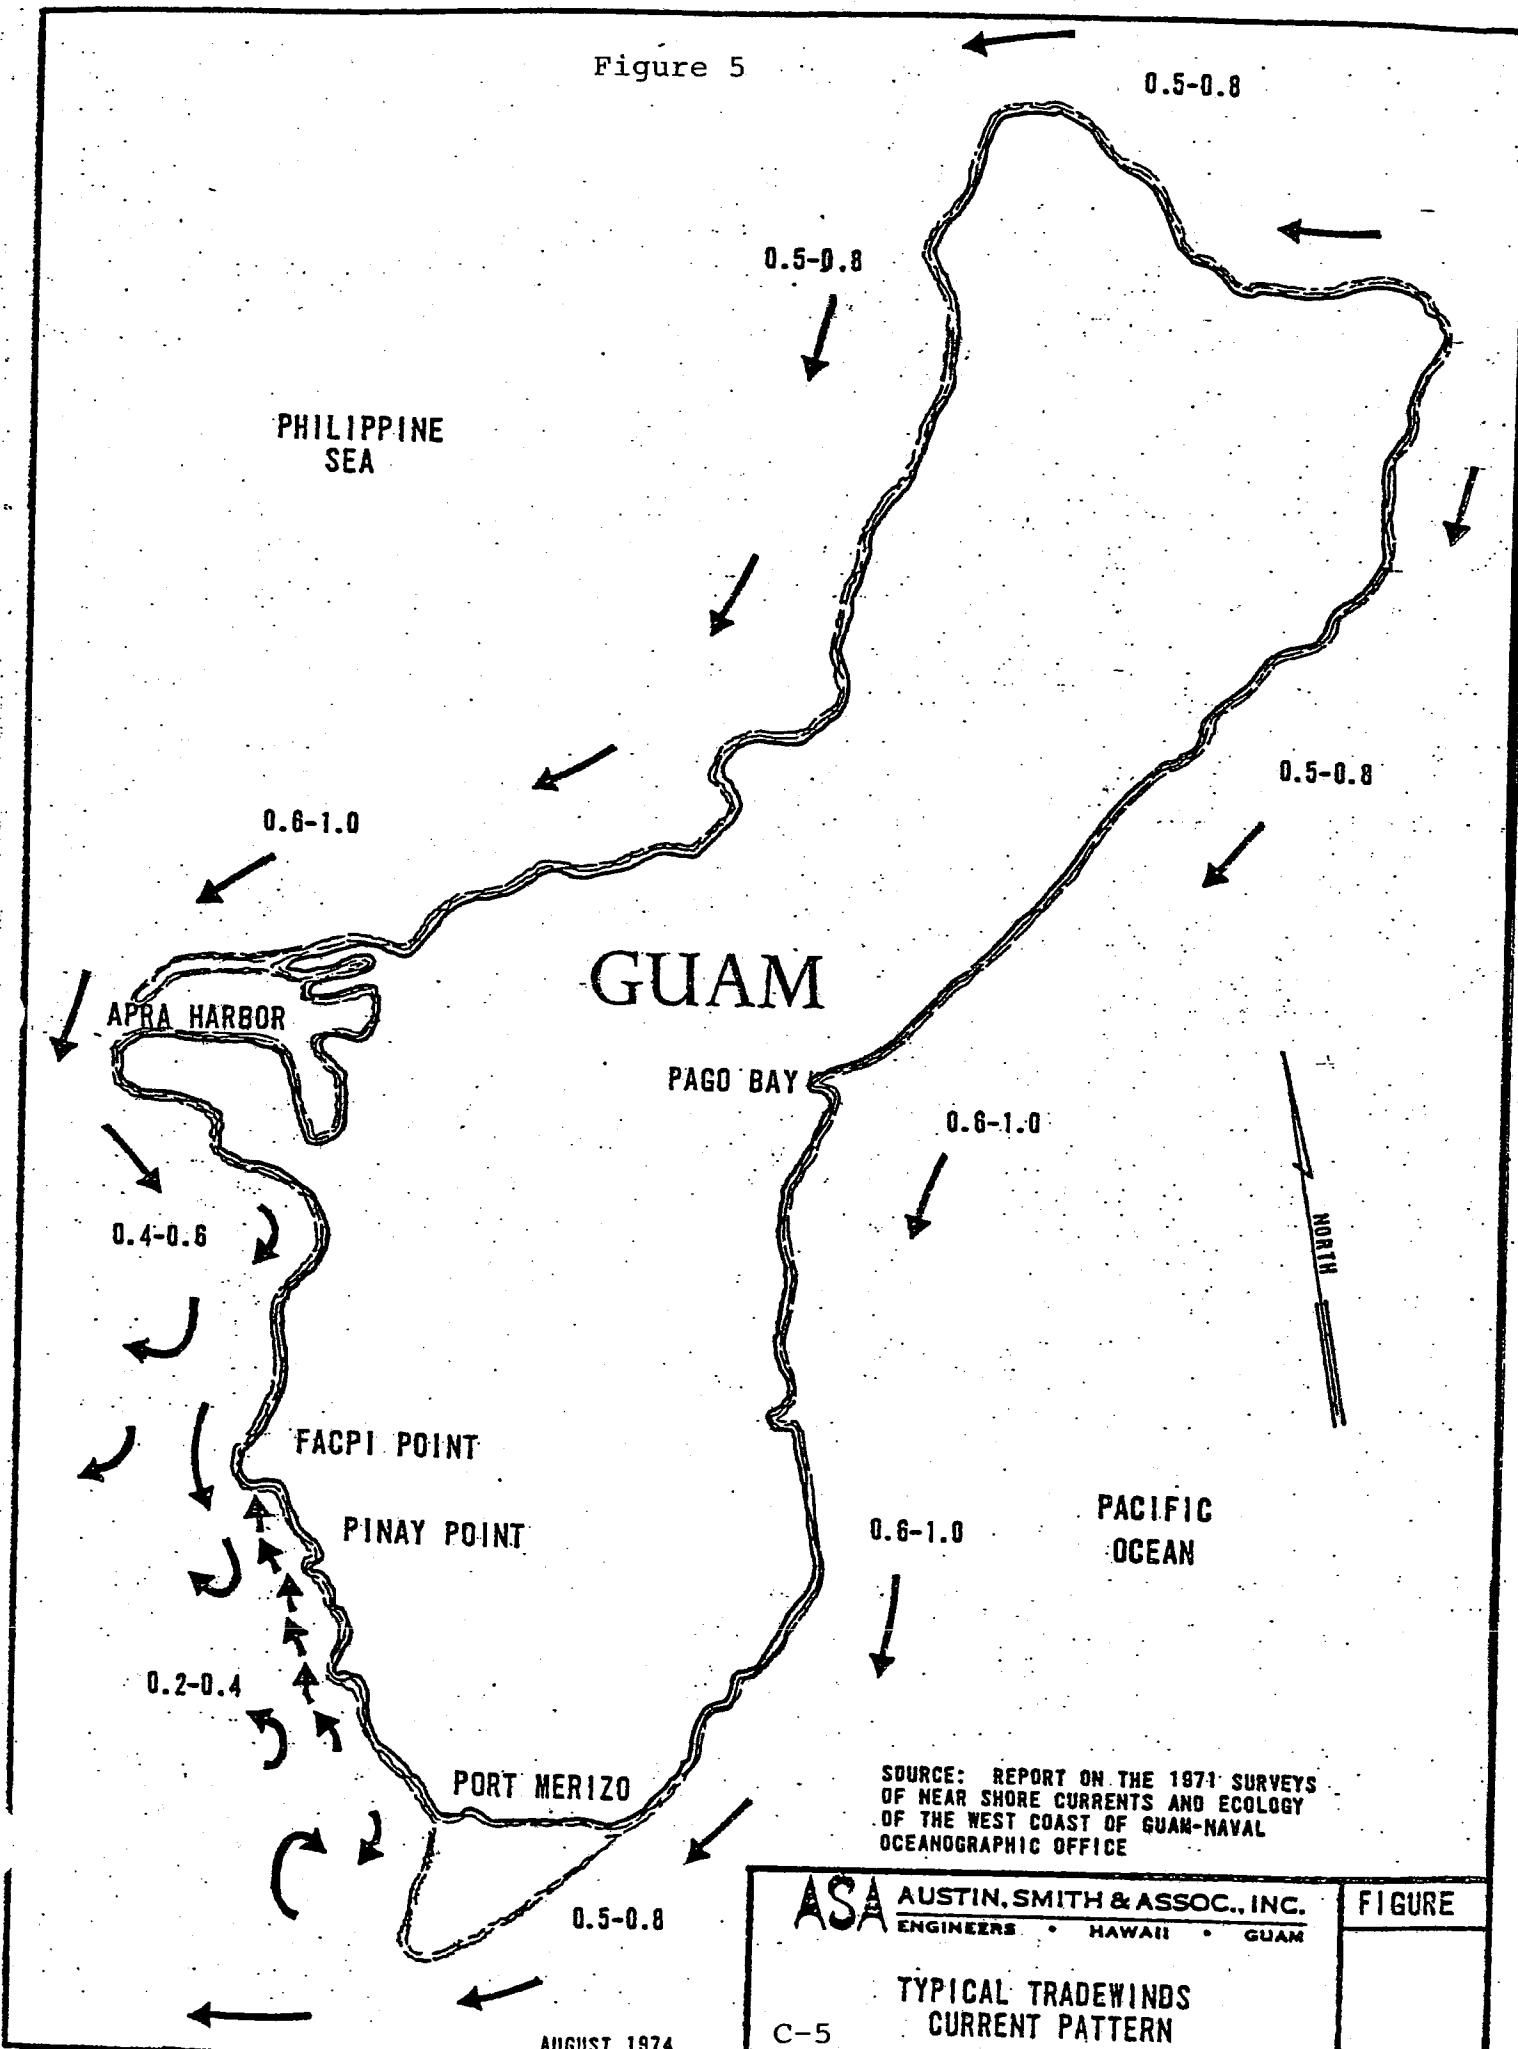 Figure 5
0.5-0.8
0.5-0.8
PHILIPPINE
SEA
0.5-0.8
0.6-1.0
GUAM
APRA HARBOR
PAGO BAY
0.6-1.0
NORTH
0.4-0.6
FACPI POINT
PINAY POINT
PACIFIC
OCEAN
0.6-1.0
0.2-0.4
PORT MERIZO
SOURCE: REPORT ON THE 1971 SURVEYS
OF NEAR SHORE CURRENTS AND ECOLOGY
OF THE WEST COAST OF GUAM-NAVAL
OCEANOGRAPHIC OFFICE
0.5-0.8
ASA AUSTIN, SMITH & ASSOC., INC.
ENGINEERS • HAWAII • GUAM
FIGURE
TYPICAL TRADEWINDS
CURRENT PATTERN
C-5
AUGUST 1974